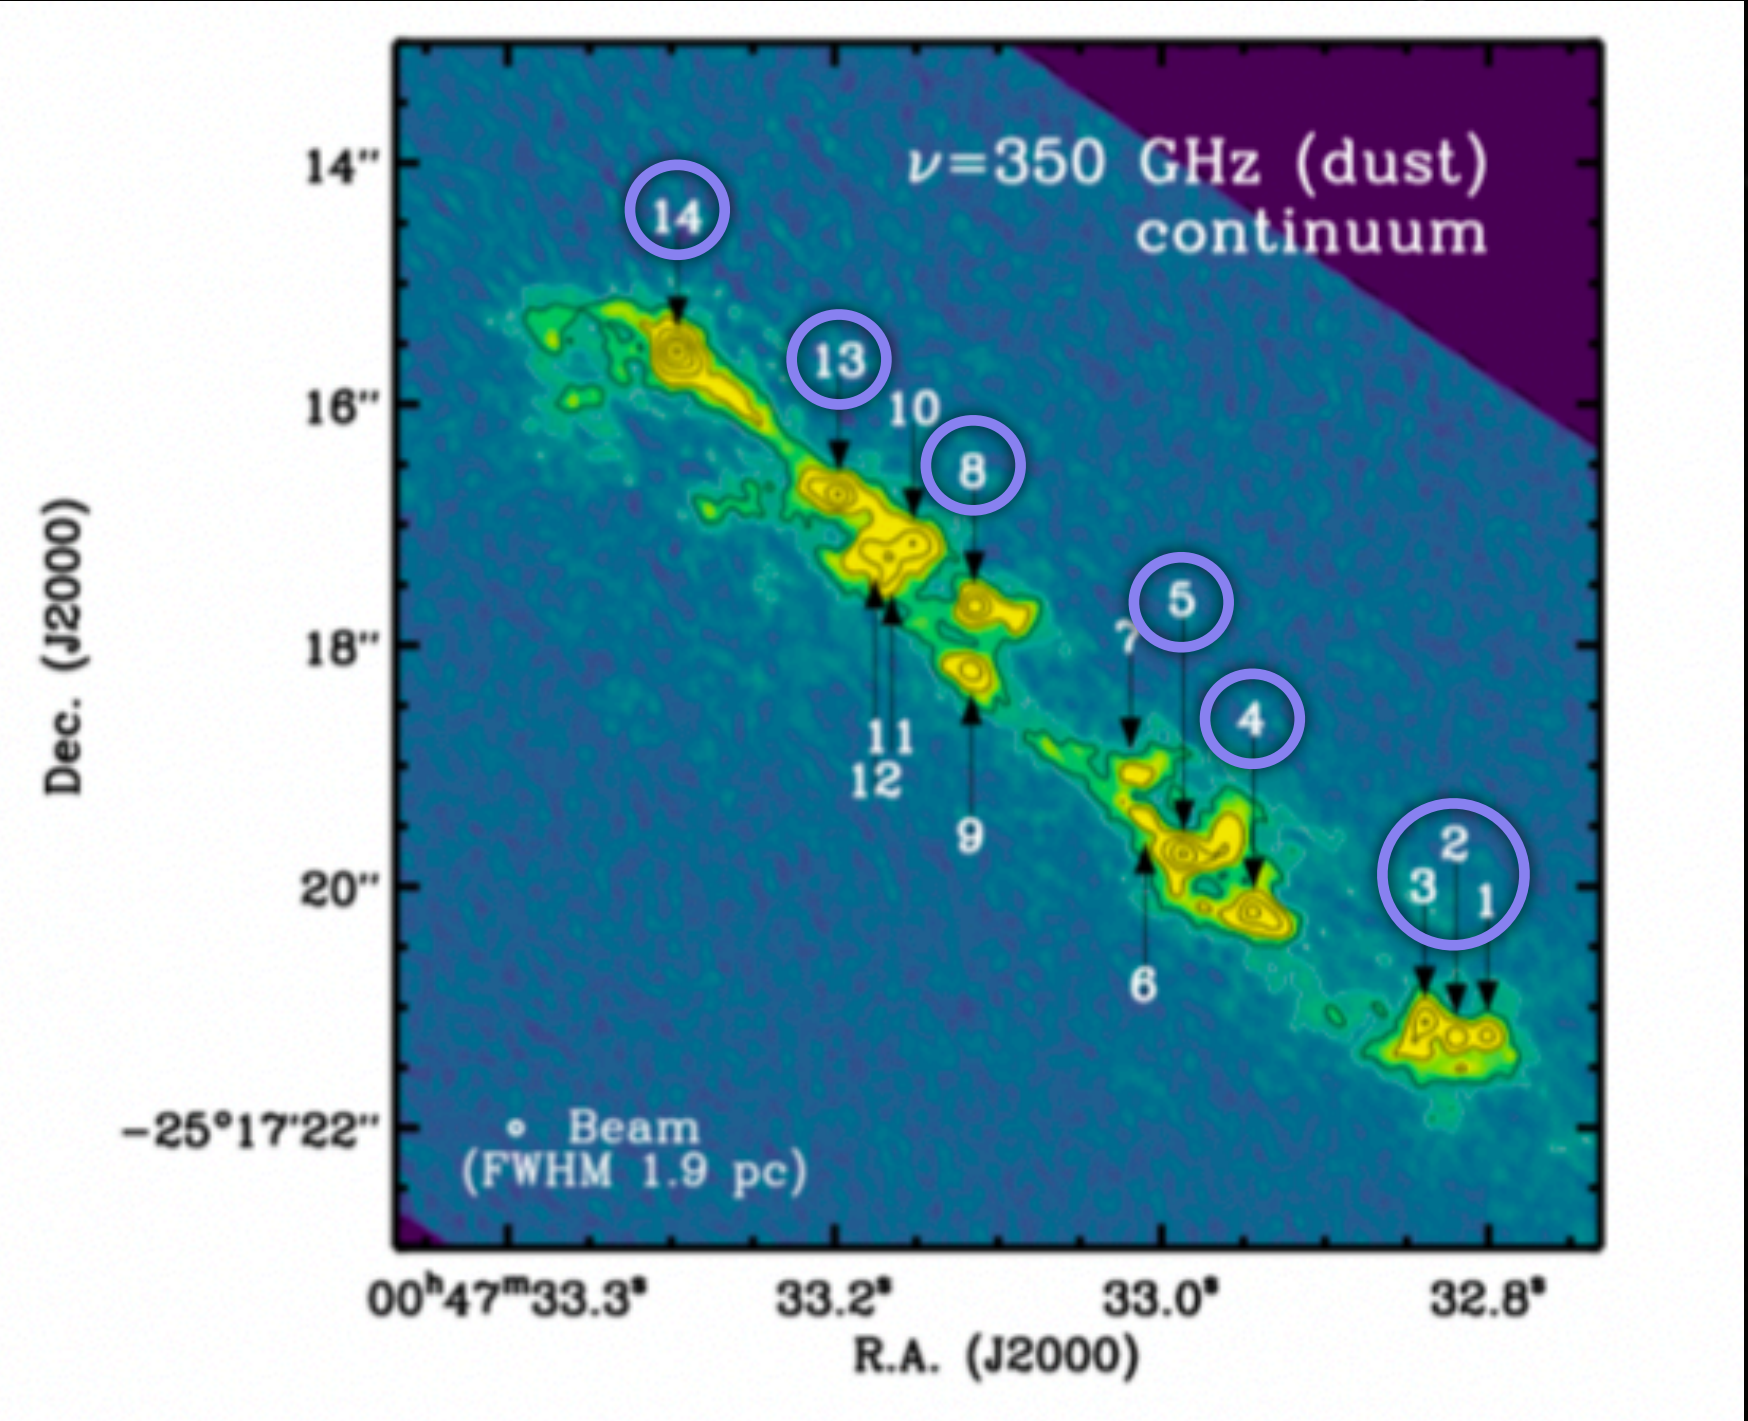 ν=350 GHz (dust)
continuum
14″
14
13
16″
10
8
5
18″
7
4
11
12
9
2
3
1
20″
6
−25°17′22″
Beam
(FWHM 1.9 pc)
00ʰ47ᵐ33.3ˢ 33.2ˢ 33.0ˢ 32.8ˢ
R.A. (J2000)
Dec. (J2000)